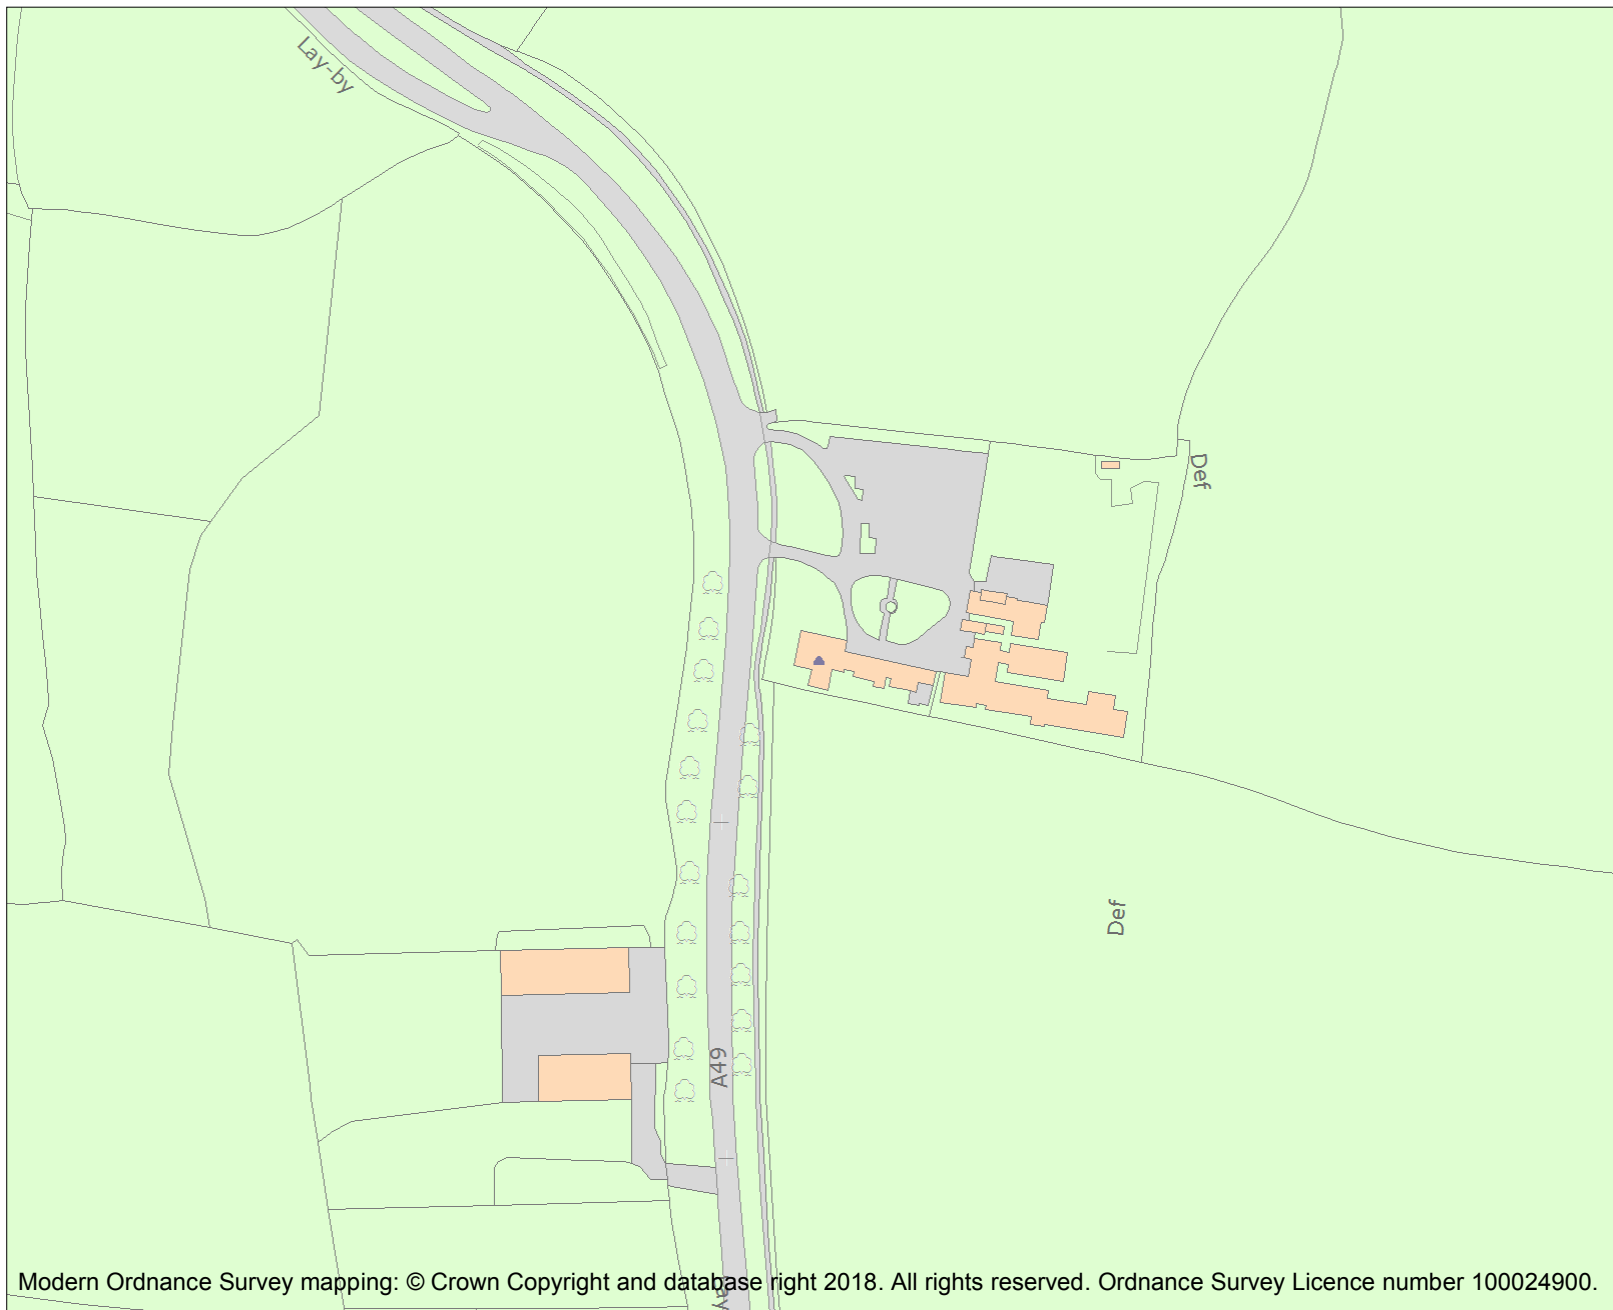 Lay-by
Def
Def
A49
Modern Ordnance Survey mapping: © Crown Copyright and database right 2018. All rights reserved. Ordnance Survey Licence number 100024900.